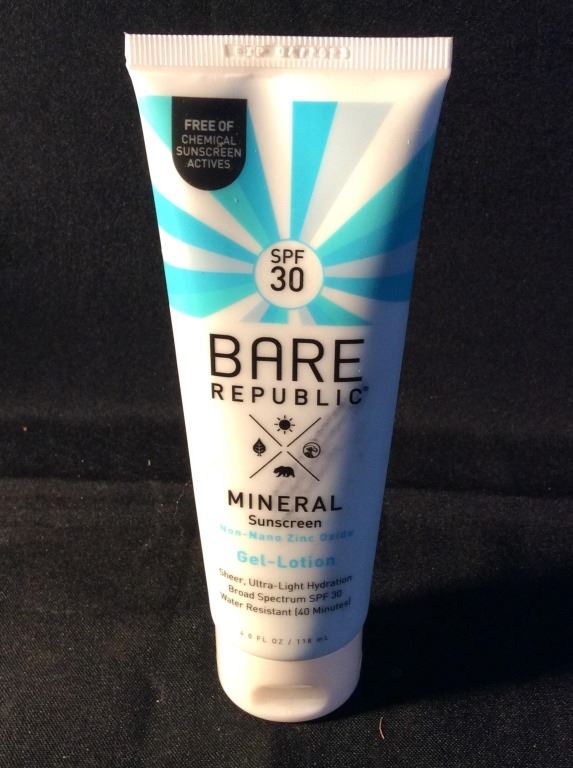 FREE OF
CHEMICAL
SUNSCREEN
ACTIVES
SPF
30
BARE
REPUBLIC®
MINERAL
Sunscreen
Non-Nano Zinc Oxide
Gel-Lotion
Sheer, Ultra-Light Hydration
Broad Spectrum SPF 30
Water Resistant (40 Minutes)
4.0 FL OZ / 118 mL